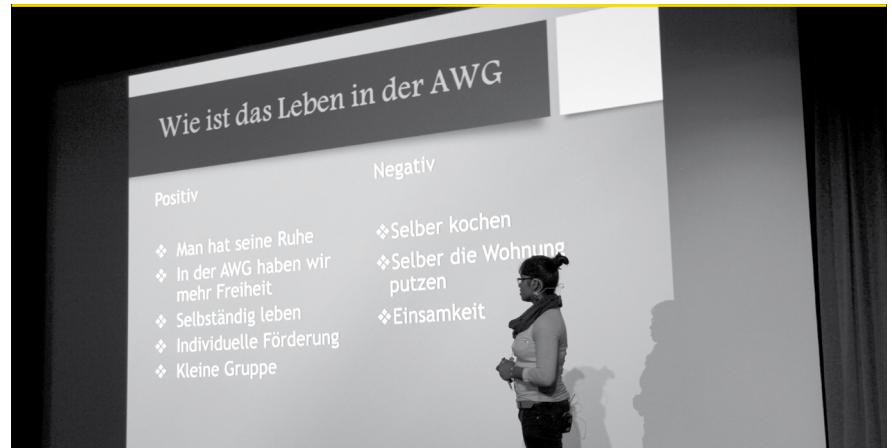 Wie ist das Leben in der AWG
Positiv
❖ Man hat seine Ruhe
❖ In der AWG haben wir
mehr Freiheit
❖ Selbständig leben
❖ Individuelle Förderung
❖ Kleine Gruppe
Negativ
❖Selber kochen
❖Selber die Wohnung
putzen
❖Einsamkeit